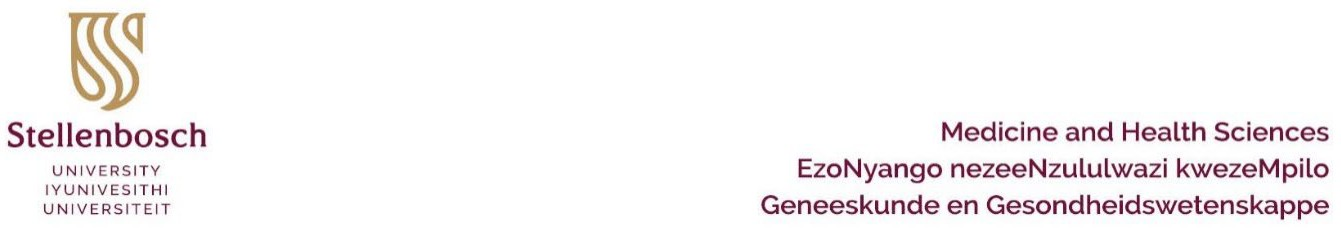 Stellenbosch
UNIVERSITY
IYUNIVESITHI
UNIVERSITEIT
Medicine and Health Sciences
EzoNyango nezeeNzululwazi kwezeMpilo
Geneeskunde en Gesondheidswetenskappe